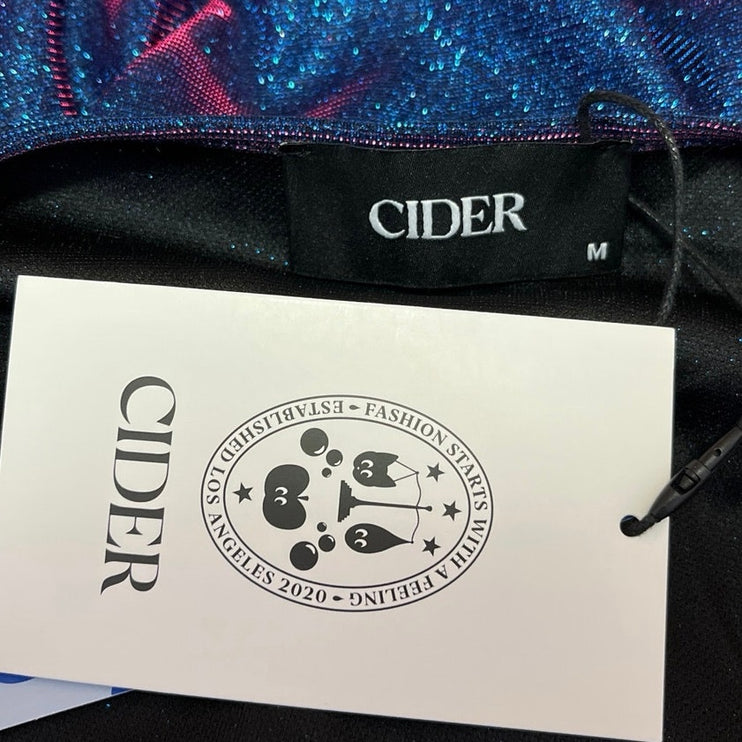 CIDER
M
CIDER
FASHION STARTS WITH A FEELING
ESTABLISHED LOS ANGELES 2020